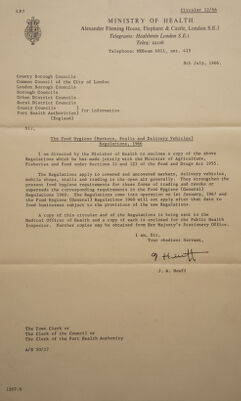 LP7
Circular 12/66
MINISTRY OF HEALTH
Alexander Fleming House, Elephant & Castle, London S.E.1
Telegrams: Healthmin London S.E.1
Telex:
Telephone: HOBson Hill, ext. 415
8th July, 1966.
County Borough Councils
Common Council of the City of London
London Borough Councils
Borough Councils
Urban District Councils
Rural District Councils
County Councils
Port Health Authorities
(England)
for information
Sir,
The Food Hygiene (Markets, Stalls and Delivery Vehicles)
Regulations, 1966
I am directed by the Minister of Health to enclose a copy of the above
Regulations which he has made jointly with the Minister of Agriculture,
Fisheries and Food under Sections 13 and 123 of the Food and Drugs Act 1955.
The Regulations apply to covered and uncovered markets, delivery vehicles,
mobile shops, stalls and trading in the open air generally. They strengthen the
present food hygiene requirements for these forms of trading and revoke or
supersede the corresponding requirements in the Food Hygiene (General)
Regulations 1960. The Regulations come into operation on 1st January, 1967 and
the Food Hygiene (General) Regulations 1960 will not apply after that date to
food businesses subject to the provisions of the new Regulations.
A copy of this circular and of the Regulations is being sent to the
Medical Officer of Health and a copy of each is enclosed for the Public Health
Inspector. Further copies may be obtained from Her Majesty's Stationery Office.
I am, Sir,
Your obedient Servant,
J. A. Hauff
The Town Clerk or
The Clerk of the Council or
The Clerk of the Port Health Authority